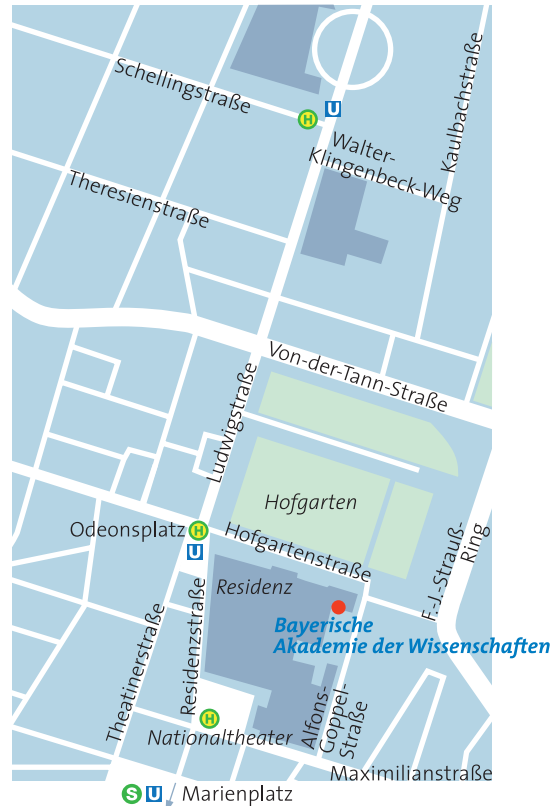 Schellingstraße
H
U
Walter-
Klingenbeck-Weg
Kaulbachstraße
Theresienstraße
Von-der-Tann-Straße
Ludwigstraße
Hofgarten
Odeonsplatz
H
U
Hofgartenstraße
F.-J.-Strauß-
Ring
Residenz
Bayerische
Akademie der Wissenschaften
Theatinerstraße
Residenzstraße
H
Nationaltheater
Alfons-
Goppel-
Straße
Maximilianstraße
S
U
Marienplatz